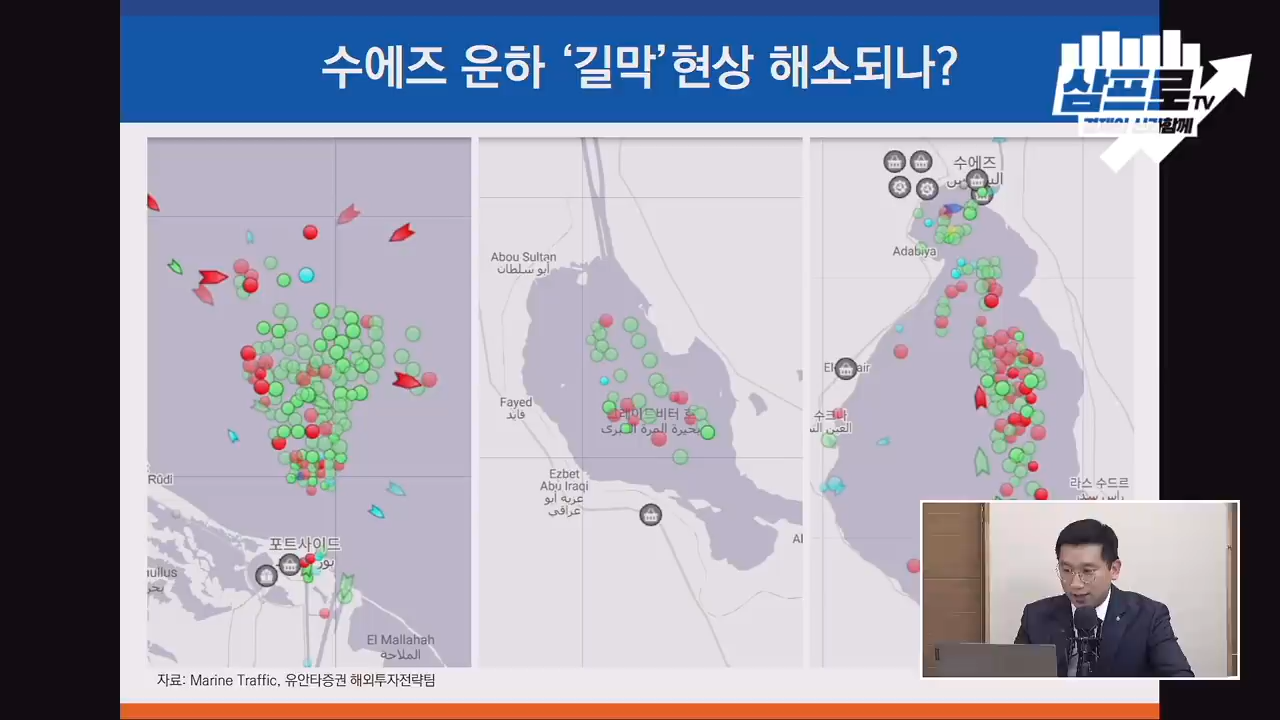 수에즈 운하 ‘길막’현상 해소되나?
삼프로TV
Rûdi
포트사이드
El Mallahah
الملاحة
Abou Sultan
أبو سلطان
Fayed
فايد
Ezbet
Abu Iraqi
عزبة أبو
عراقي
수에즈
Adabiya
라스 수드르
자료: Marine Traffic, 유안타증권 해외투자전략팀